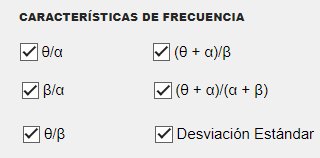 CARACTERÍSTICAS DE FRECUENCIA
θ/α (θ + α)/β
β/α (θ + α)/(α + β)
θ/β Desviación Estándar